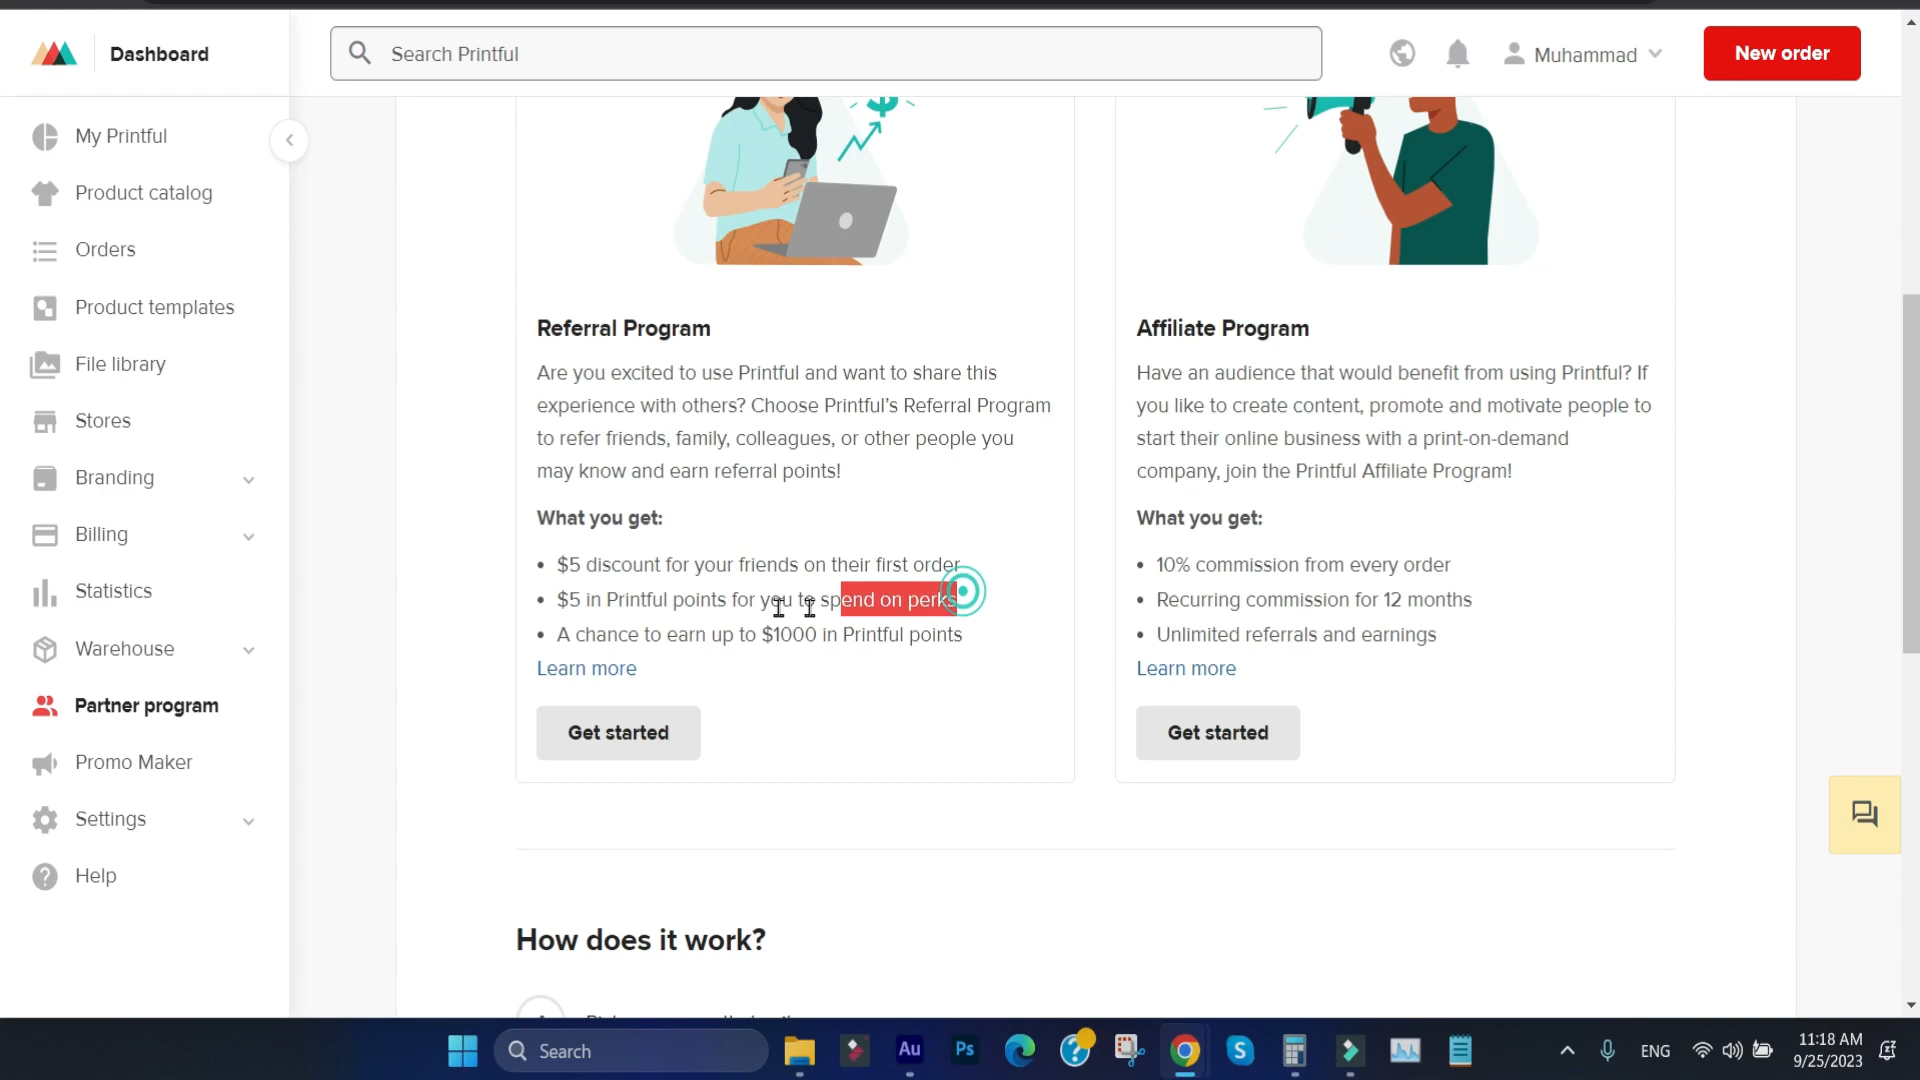 Dashboard
Search Printful
Muhammad
New order
My Printful
Product catalog
Orders
Product templates
File library
Stores
Branding
Billing
Statistics
Warehouse
Partner program
Promo Maker
Settings
Help
Referral Program
Are you excited to use Printful and want to share this
experience with others? Choose Printful's Referral Program
to refer friends, family, colleagues, or other people you
may know and earn referral points!
What you get:
• $5 discount for your friends on their first order
• $5 in Printful points for you to spend on perks
• A chance to earn up to $1000 in Printful points
Learn more
Get started
Affiliate Program
Have an audience that would benefit from using Printful? If
you like to create content, promote and motivate people to
start their online business with a print-on-demand
company, join the Printful Affiliate Program!
What you get:
• 10% commission from every order
• Recurring commission for 12 months
• Unlimited referrals and earnings
Learn more
Get started
How does it work?
Search
Au
Ps
ENG
11:18 AM
9/25/2023